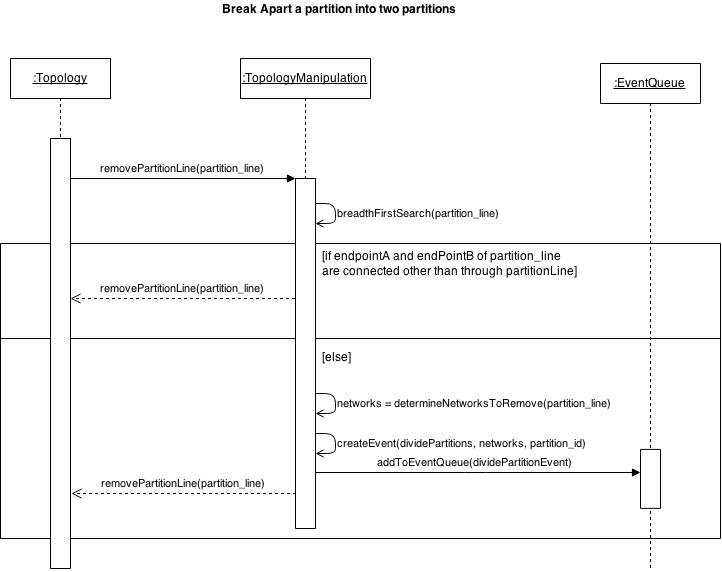 Break Apart a partition into two partitions
:Topology
:TopologyManipulation
:EventQueue
removePartitionLine(partition_line)
breadthFirstSearch(partition_line)
[if endpointA and endPointB of partition_line
are connected other than through partitionLine]
removePartitionLine(partition_line)
[else]
networks = determineNetworksToRemove(partition_line)
createEvent(dividePartitions, networks, partition_id)
addToEventQueue(dividePartitionEvent)
removePartitionLine(partition_line)